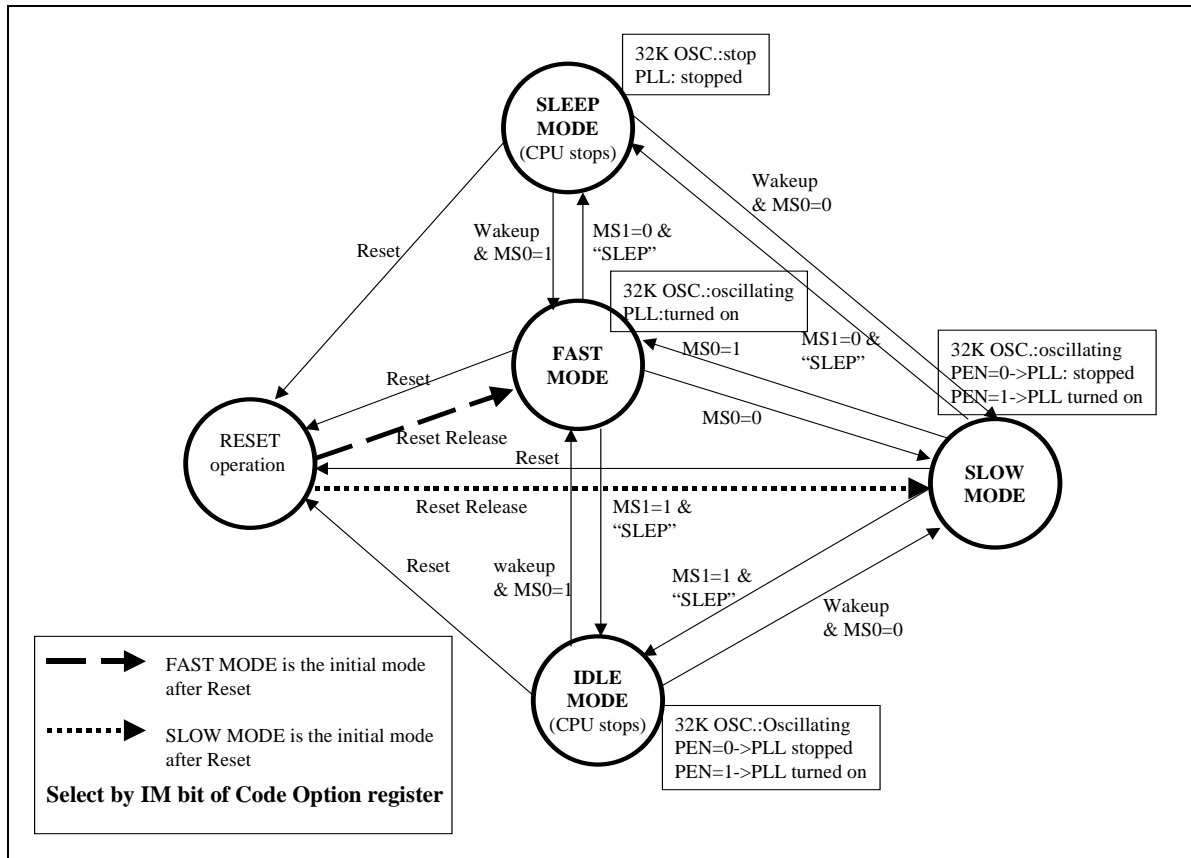 32K OSC.:stop
PLL: stopped
SLEEP
MODE
(CPU stops)
Wakeup
& MS0=0
Reset
Wakeup
& MS0=1
MS1=0 &
“SLEP”
32K OSC.:oscillating
PLL:turned on
MS1=0 &
“SLEP”
FAST
MODE
MS0=1
32K OSC.:oscillating
PEN=0->PLL: stopped
PEN=1->PLL turned on
Reset
MS0=0
RESET
operation
Reset Release
Reset
SLOW
MODE
Reset Release
MS1=1 &
“SLEP”
Reset
wakeup
& MS0=1
MS1=1 &
“SLEP”
Wakeup
& MS0=0
IDLE
MODE
(CPU stops)
32K OSC.:Oscillating
PEN=0->PLL stopped
PEN=1->PLL turned on
FAST MODE is the initial mode
after Reset
SLOW MODE is the initial mode
after Reset
Select by IM bit of Code Option register